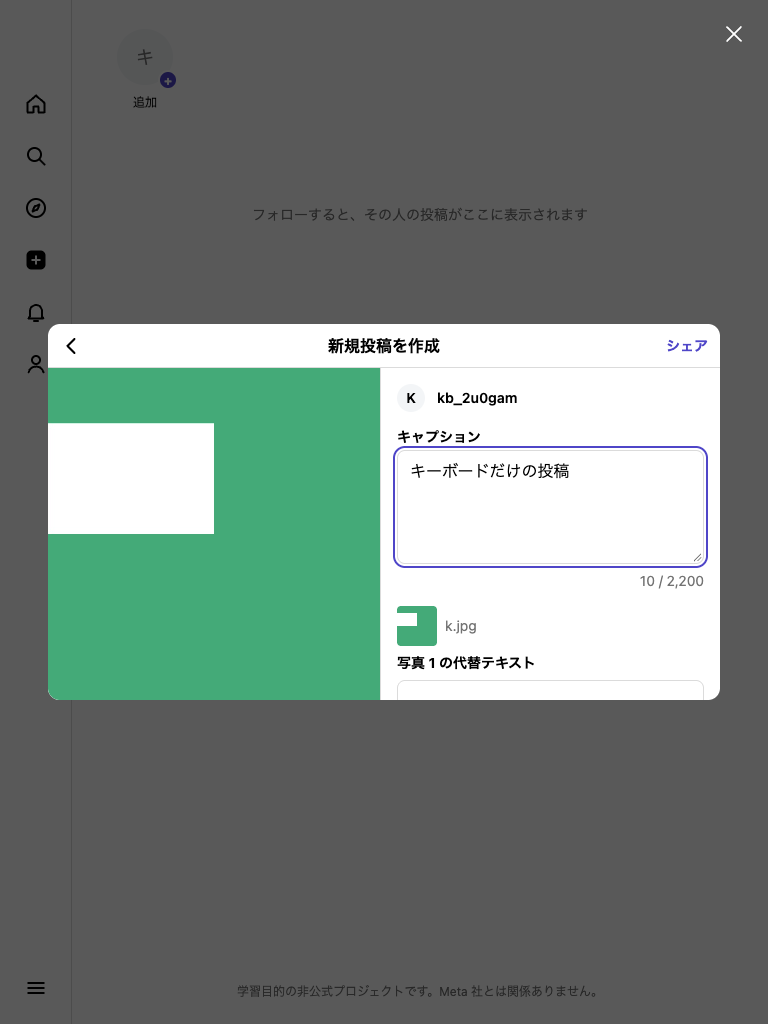 キ
追加
フォローすると、その人の投稿がここに表示されます
新規投稿を作成
シェア
K kb_2u0gam
キャプション
キーボードだけの投稿
10 / 2,200
k.jpg
写真 1 の代替テキスト
学習目的の非公式プロジェクトです。Meta 社とは関係ありません。